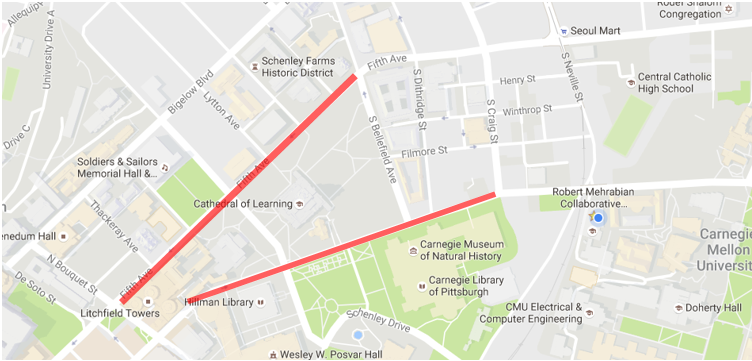 Allequippa
University Drive A
Rodef Shalom
Congregation
Seoul Mart
Fifth Ave
Schenley Farms
Historic District
Bigelow Blvd
Lytton Ave
S Dithridge St
Henry St
S Neville St
Central Catholic
High School
S Craig St
Winthrop St
Drive C
S Bellefield Ave
Filmore St
Soldiers & Sailors
Memorial Hall &...
Fifth Ave
Cathedral of Learning
Robert Mehrabian
Collaborative...
Thackeray Ave
enedum Hall
N Bouquet St
Carnegie Museum
of Natural History
Carnegie
Mellon
University
De Soto St
Fifth Ave
Carnegie Library
of Pittsburgh
Litchfield Towers
Hillman Library
Schenley Drive
CMU Electrical &
Computer Engineering
Doherty Hall
Wesley W. Posvar Hall